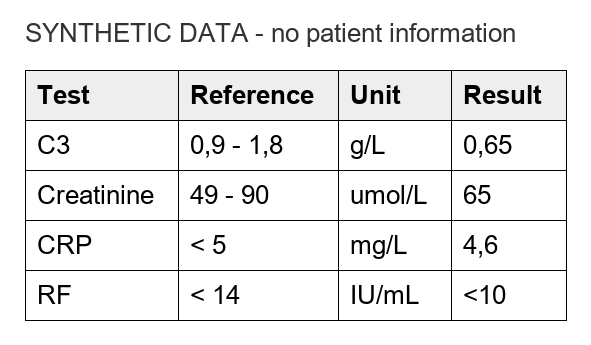 SYNTHETIC DATA - no patient information
Test Reference Unit Result
C3 0,9 - 1,8 g/L 0,65
Creatinine 49 - 90 umol/L 65
CRP < 5 mg/L 4,6
RF < 14 IU/mL <10